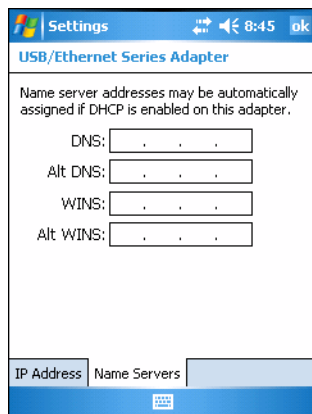 Settings 8:45 ok
USB/Ethernet Series Adapter
Name server addresses may be automatically
assigned if DHCP is enabled on this adapter.
DNS: . . .
Alt DNS: . . .
WINS: . . .
Alt WINS: . . .
IP Address Name Servers